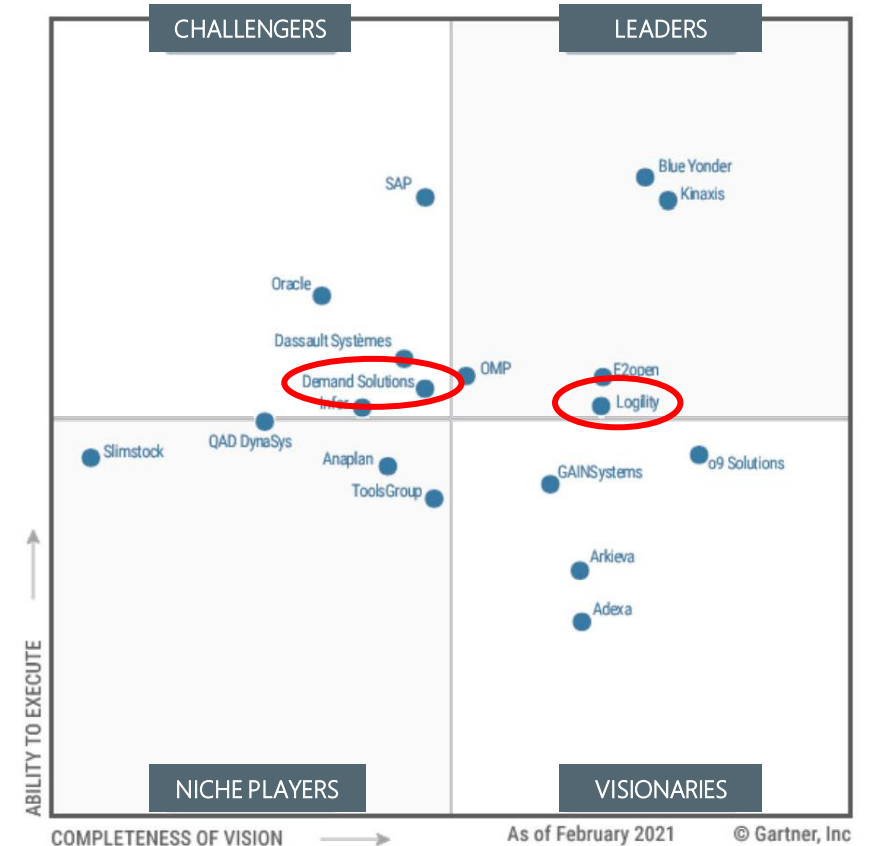 CHALLENGERS
LEADERS
Blue Yonder
SAP
Kinaxis
Oracle
Dassault Systèmes
OMP
E2open
Demand Solutions
Infor
Logility
QAD DynaSys
Slimstock
Anaplan
o9 Solutions
GAINSystems
ToolsGroup
Arkieva
Adexa
ABILITY TO EXECUTE
NICHE PLAYERS
VISIONARIES
COMPLETENESS OF VISION
As of February 2021
© Gartner, Inc